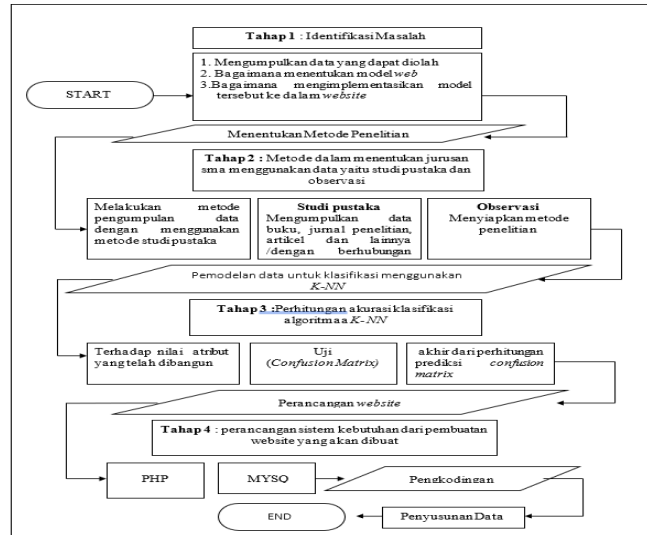 Tahap 1 : Identifikasi Masalah
START
1. Mengumpulkan data yang dapat diolah
2. Bagaimana menentukan model web
3.Bagaimana mengimplementasikan model
tersebut ke dalam website
Menentukan Metode Penelitian
Tahap 2 : Metode dalam menentukan jurusan
sma menggunakan data yaitu studi pustaka dan
observasi
Melakukan metode
pengumpulan data
dengan menggunakan
metode studi pustaka
Studi pustaka
Mengumpulkan data
buku, jurnal penelitian,
artikel dan lainnya
/dengan berhubungan
Observasi
Menyiapkan metode
penelitian
Pemodelan data untuk klasifikasi menggunakan
K-NN
Tahap 3 :Perhitungan akurasi klasifikasi
algoritmaa K- NN
Terhadap nilai atribut
yang telah dibangun
Uji
(Confusion Matrix)
akhir dari perhitungan
prediksi confusion
matrix
Perancangan website
Tahap 4 : perancangan sistem kebutuhan dari pembuatan
website yang akan dibuat
PHP
MYSQ
Pengkodingan
END
Penyusunan Data